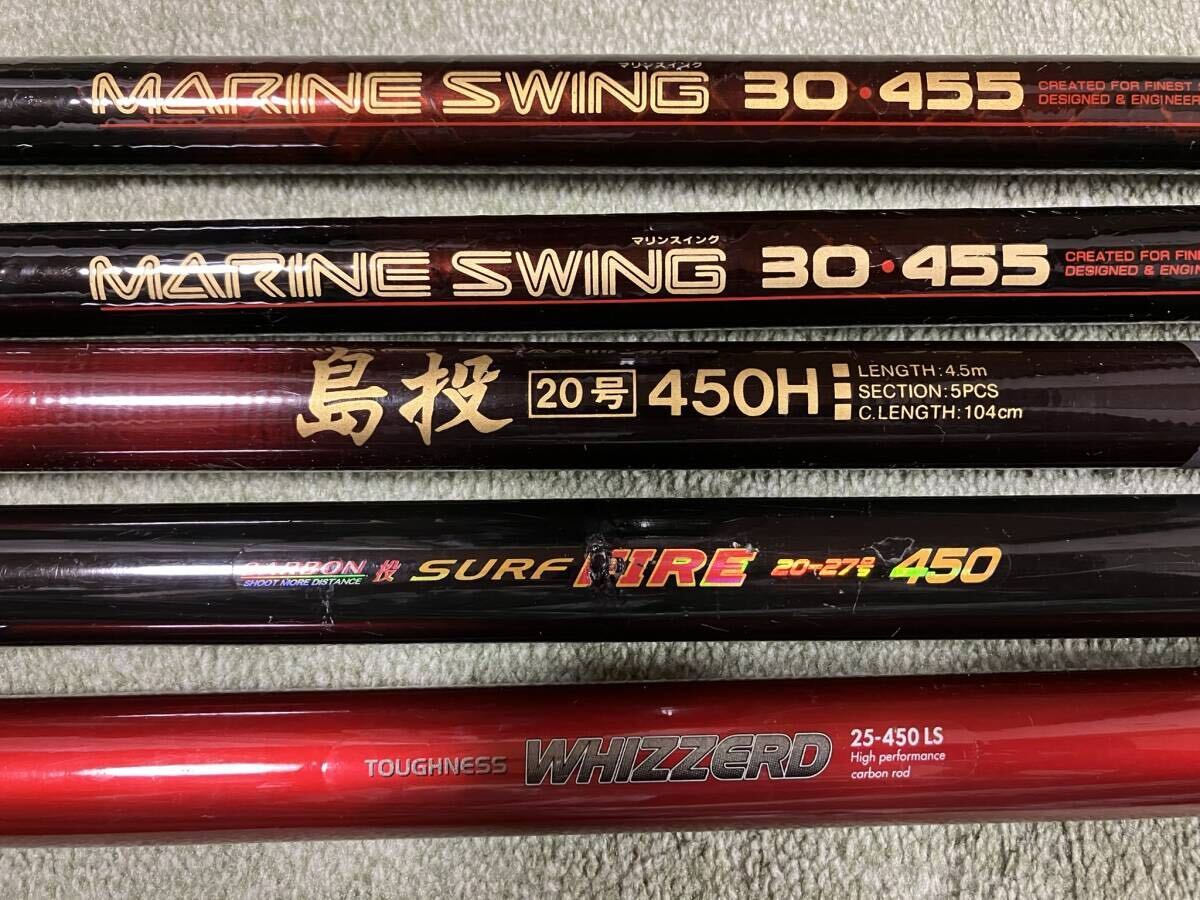 マリンスイング
MARINE SWING 30・455
CREATED FOR FINEST
DESIGNED & ENGINEER
マリンスイング
MARINE SWING 30・455
CREATED FOR FINE
DESIGNED & ENGI
島投 20号 450H
LENGTH:4.5m
SECTION:5PCS
C.LENGTH:104cm
CARBON 投 SURF FIRE 20-27号 450
SHOOT MORE DISTANCE
TOUGHNESS WHIZZERD 25-450 LS
High performance
carbon rod